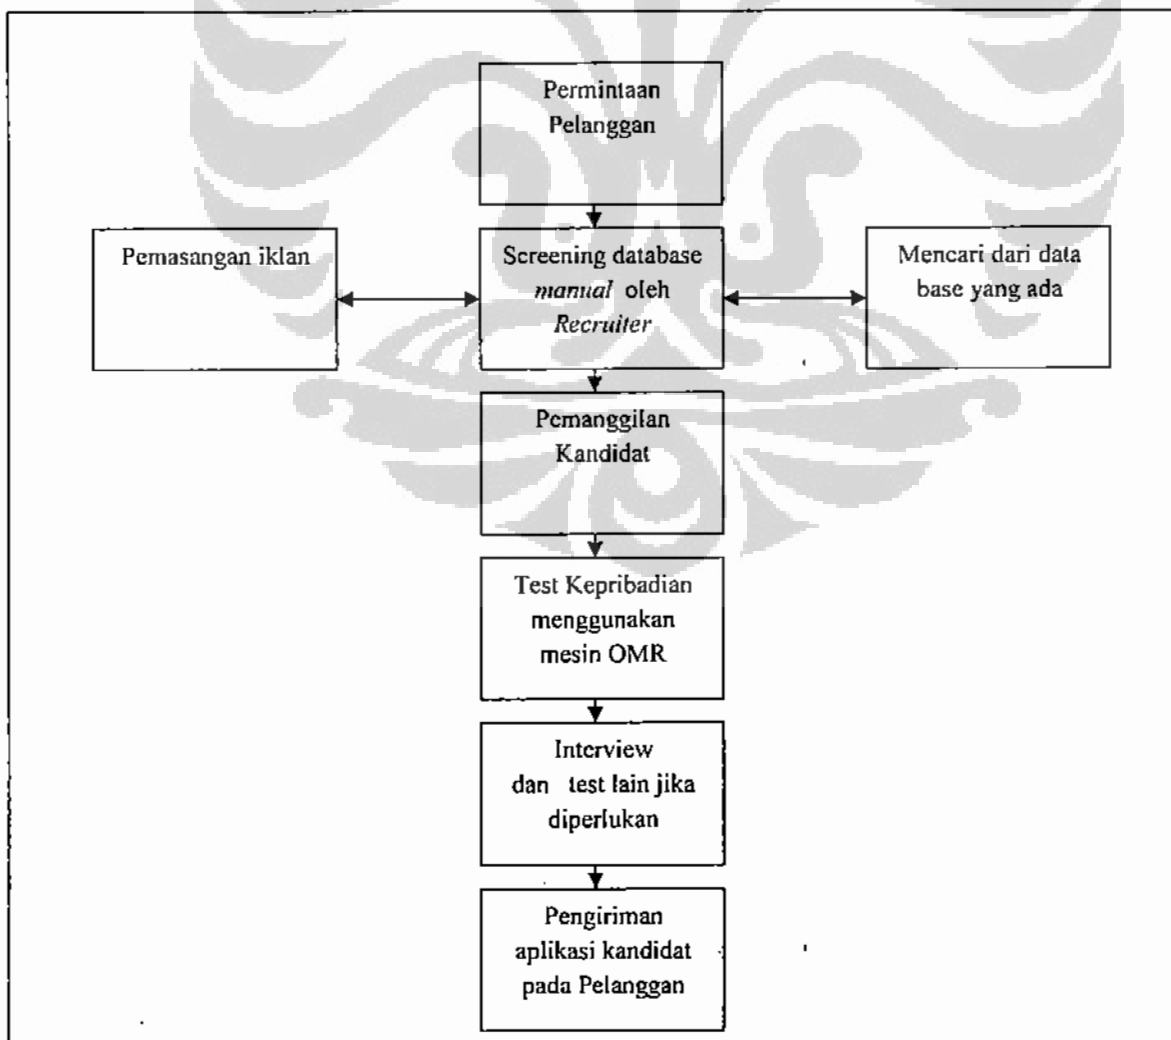 Permintaan
Pelanggan
Pemasangan iklan
Screening database
manual oleh
Recruiter
Mencari dari data
base yang ada
Pemanggilan
Kandidat
Test Kepribadian
menggunakan
mesin OMR
Interview
dan test lain jika
diperlukan
Pengiriman
aplikasi kandidat
pada Pelanggan